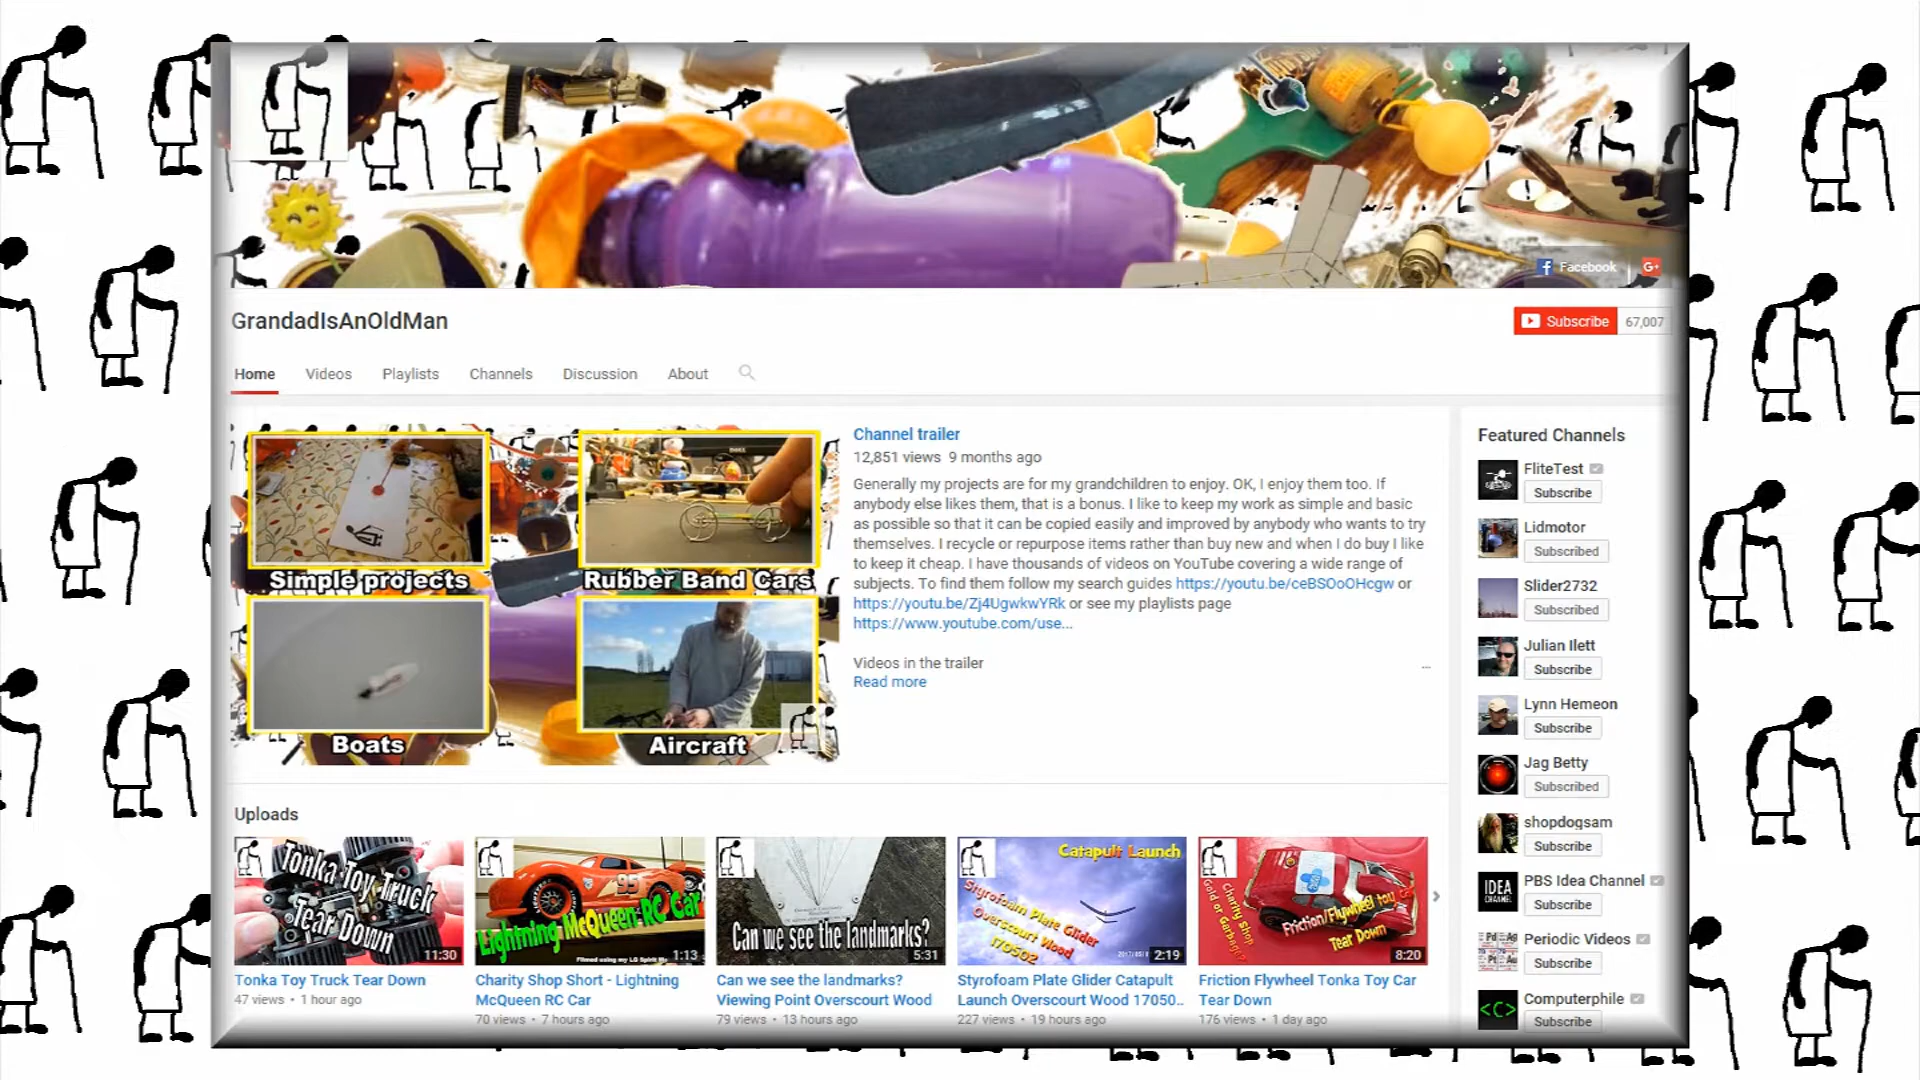 Facebook
G+
GrandadIsAnOldMan
Subscribe 67,007
Home Videos Playlists Channels Discussion About
Simple projects
Rubber Band Cars
Boats
Aircraft
Channel trailer
12,851 views 9 months ago
Generally my projects are for my grandchildren to enjoy. OK, I enjoy them too. If
anybody else likes them, that is a bonus. I like to keep my work as simple and basic
as possible so that it can be copied easily and improved by anybody who wants to try
themselves. I recycle or repurpose items rather than buy new and when I do buy I like
to keep it cheap. I have thousands of videos on YouTube covering a wide range of
subjects. To find them follow my search guides https://youtu.be/ceBSOoOHcgw or
https://youtu.be/Zj4UgwkwYRk or see my playlists page
https://www.youtube.com/use...
Videos in the trailer
...
Read more
Featured Channels
FliteTest
Subscribe
Lidmotor
Subscribed
Slider2732
Subscribed
Julian Ilett
Subscribe
Lynn Hemeon
Subscribe
Jag Betty
Subscribed
shopdogsam
Subscribe
IDEA
CHANNEL
PBS Idea Channel
Subscribe
Periodic Videos
Subscribe
<C>
Computerphile
Subscribe
Uploads
Tonka Toy Truck
Tear Down
11:30
Tonka Toy Truck Tear Down
47 views • 1 hour ago
95
Lightning McQueen RC Car
1:13
Charity Shop Short - Lightning
McQueen RC Car
70 views • 7 hours ago
Can we see the landmarks?
5:31
Can we see the landmarks?
Viewing Point Overscourt Wood
79 views • 13 hours ago
Catapult Launch
Styrofoam Plate Glider
Overscourt Wood
170502
2:19
Styrofoam Plate Glider Catapult
Launch Overscourt Wood 17050..
227 views • 19 hours ago
Charity Shop
Gold or Garbage?
Friction/Flywheel toy
Tear Down
8:20
Friction Flywheel Tonka Toy Car
Tear Down
176 views • 1 day ago